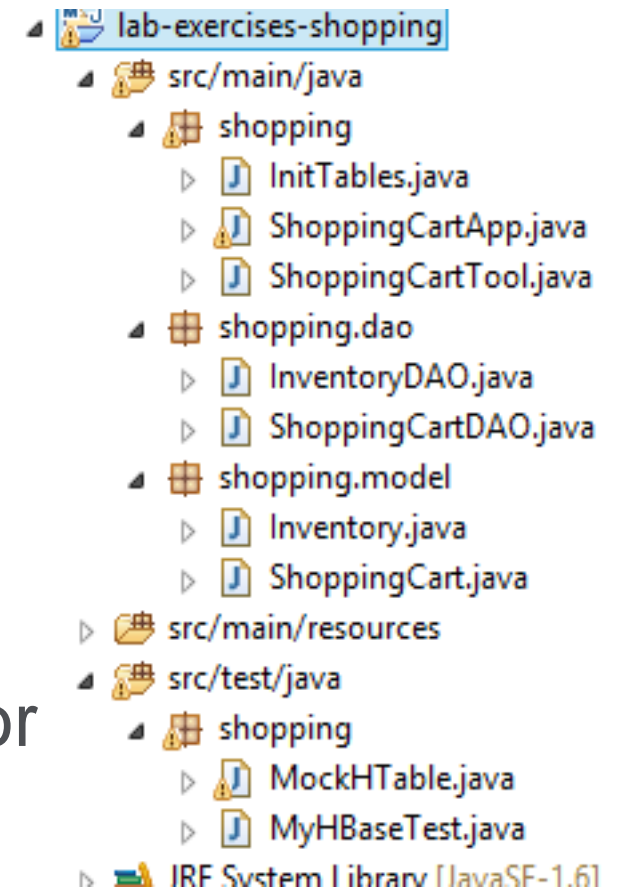 lab-exercises-shopping
src/main/java
shopping
InitTables.java
ShoppingCartApp.java
ShoppingCartTool.java
shopping.dao
InventoryDAO.java
ShoppingCartDAO.java
shopping.model
Inventory.java
ShoppingCart.java
src/main/resources
src/test/java
or
shopping
MockHTable.java
MyHBaseTest.java
JRE System Library [JavaSE-1.6]